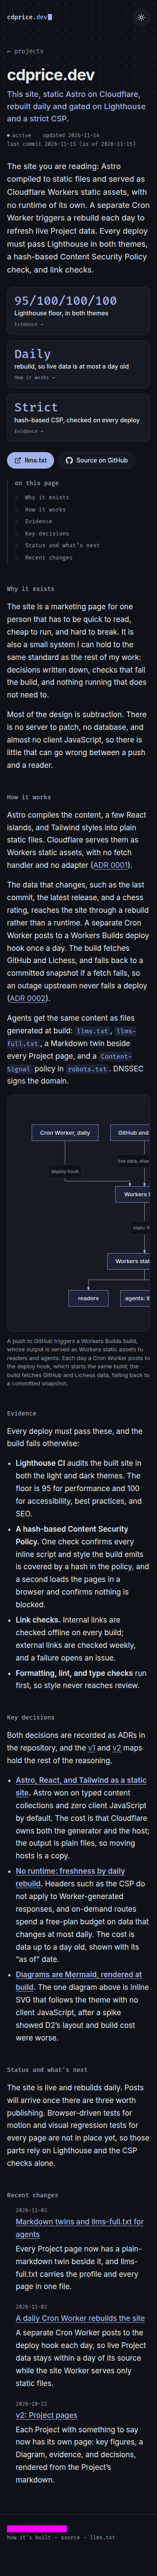 cdprice.dev
← projects
cdprice.dev
This site, static Astro on Cloudflare,
rebuilt daily and gated on Lighthouse
and a strict CSP.
active updated 2026-11-14
last commit 2026-11-15 (as of 2026-11-15)
The site you are reading: Astro
compiled to static files and served as
Cloudflare Workers static assets, with
no runtime of its own. A separate Cron
Worker triggers a rebuild each day to
refresh live Project data. Every deploy
must pass Lighthouse in both themes,
a hash-based Content Security Policy
check, and link checks.
95/100/100/100
Lighthouse floor, in both themes
Evidence →
Daily
rebuild, so live data is at most a day old
How it works →
Strict
hash-based CSP, checked on every deploy
Evidence →
llms.txt
Source on GitHub
on this page
Why it exists
How it works
Evidence
Key decisions
Status and what's next
Recent changes
Why it exists
The site is a marketing page for one
person that has to be quick to read,
cheap to run, and hard to break. It is
also a small system I can hold to the
same standard as the rest of my work:
decisions written down, checks that fail
the build, and nothing running that does
not need to.
Most of the design is subtraction. There
is no server to patch, no database, and
almost no client JavaScript, so there is
little that can go wrong between a push
and a reader.
How it works
Astro compiles the content, a few React
islands, and Tailwind styles into plain
static files. Cloudflare serves them as
Workers static assets, with no fetch
handler and no adapter (ADR 0001).
The data that changes, such as the last
commit, the latest release, and a chess
rating, reaches the site through a rebuild
rather than a runtime. A separate Cron
Worker posts to a Workers Builds deploy
hook once a day. The build fetches
GitHub and Lichess, and falls back to a
committed snapshot if a fetch fails, so
an outage upstream never fails a deploy
(ADR 0002).
Agents get the same content as files
generated at build: llms.txt, llms-
full.txt, a Markdown twin beside
every Project page, and a Content-
Signal policy in robots.txt. DNSSEC
signs the domain.
Cron Worker, daily
GitHub and
deploy hook
live data, else
Workers
static
Workers stat
readers
agents: ll
A push to GitHub triggers a Workers Builds build,
whose output is served as Workers static assets to
readers and agents. Each day a Cron Worker posts to
the deploy hook, which starts the same build; the
build fetches GitHub and Lichess data, falling back to
a committed snapshot.
Evidence
Every deploy must pass these, and the
build fails otherwise:
• Lighthouse CI audits the built site in
both the light and dark themes. The
floor is 95 for performance and 100
for accessibility, best practices, and
SEO.
• A hash-based Content Security
Policy. One check confirms every
inline script and style the build emits
is covered by a hash in the policy, and
a second loads the pages in a
browser and confirms nothing is
blocked.
• Link checks. Internal links are
checked offline on every build;
external links are checked weekly,
and a failure opens an issue.
• Formatting, lint, and type checks run
first, so style never reaches review.
Key decisions
Both decisions are recorded as ADRs in
the repository, and the v1 and v2 maps
hold the rest of the reasoning.
• Astro, React, and Tailwind as a static
site. Astro won on typed content
collections and zero client JavaScript
by default. The cost is that Cloudflare
owns both the generator and the host;
the output is plain files, so moving
hosts is a copy.
• No runtime: freshness by daily
rebuild. Headers such as the CSP do
not apply to Worker-generated
responses, and on-demand routes
spend a free-plan budget on data that
changes at most daily. The cost is
data up to a day old, shown with its
“as of” date.
• Diagrams are Mermaid, rendered at
build. The one diagram above is inline
SVG that follows the theme with no
client JavaScript, after a spike
showed D2's layout and build cost
were worse.
Status and what's next
The site is live and rebuilds daily. Posts
will arrive once there are three worth
publishing. Browser-driven tests for
motion and visual regression tests for
every page are not in place yet, so those
parts rely on Lighthouse and the CSP
checks alone.
Recent changes
2026-11-03
Markdown twins and llms-full.txt for
agents
Every Project page now has a plain-
markdown twin beside it, and llms-
full.txt carries the profile and every
page in one file.
2026-11-03
A daily Cron Worker rebuilds the site
A separate Cron Worker posts to the
deploy hook each day, so live Project
data stays within a day of its source
while the site Worker serves only
static files.
2026-10-22
v2: Project pages
Each Project with something to say
now has its own page: key figures, a
Diagram, evidence, and decisions,
rendered from the Project's
markdown.
how it's built · source · llms.txt